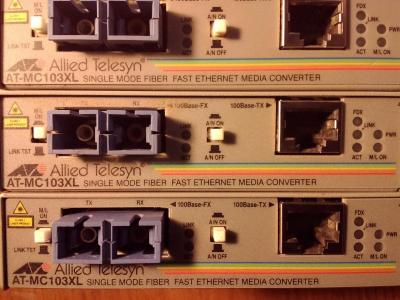 FDX
LINK
A/N ON
LINK TST
A/N OFF
ACT
M/L ON
Allied Telesyn
AT-MC103XL SINGLE MODE FIBER FAST ETHERNET MEDIA CONVERTER
M/L
ON
TX
RX
100Base-FX
100Base-TX
FDX
A/N ON
LINK
LINK TST
A/N OFF
ACT
M/L ON
Allied Telesyn
AT-MC103XL SINGLE MODE FIBER FAST ETHERNET MEDIA CONVERTER
M/L
ON
TX
RX
100Base-FX
100Base-TX
FDX
A/N ON
LINK
LINK TST
A/N OFF
ACT
M/L ON
Allied Telesyn
AT-MC103XL SINGLE MODE FIBER FAST ETHERNET MEDIA CONVERTER